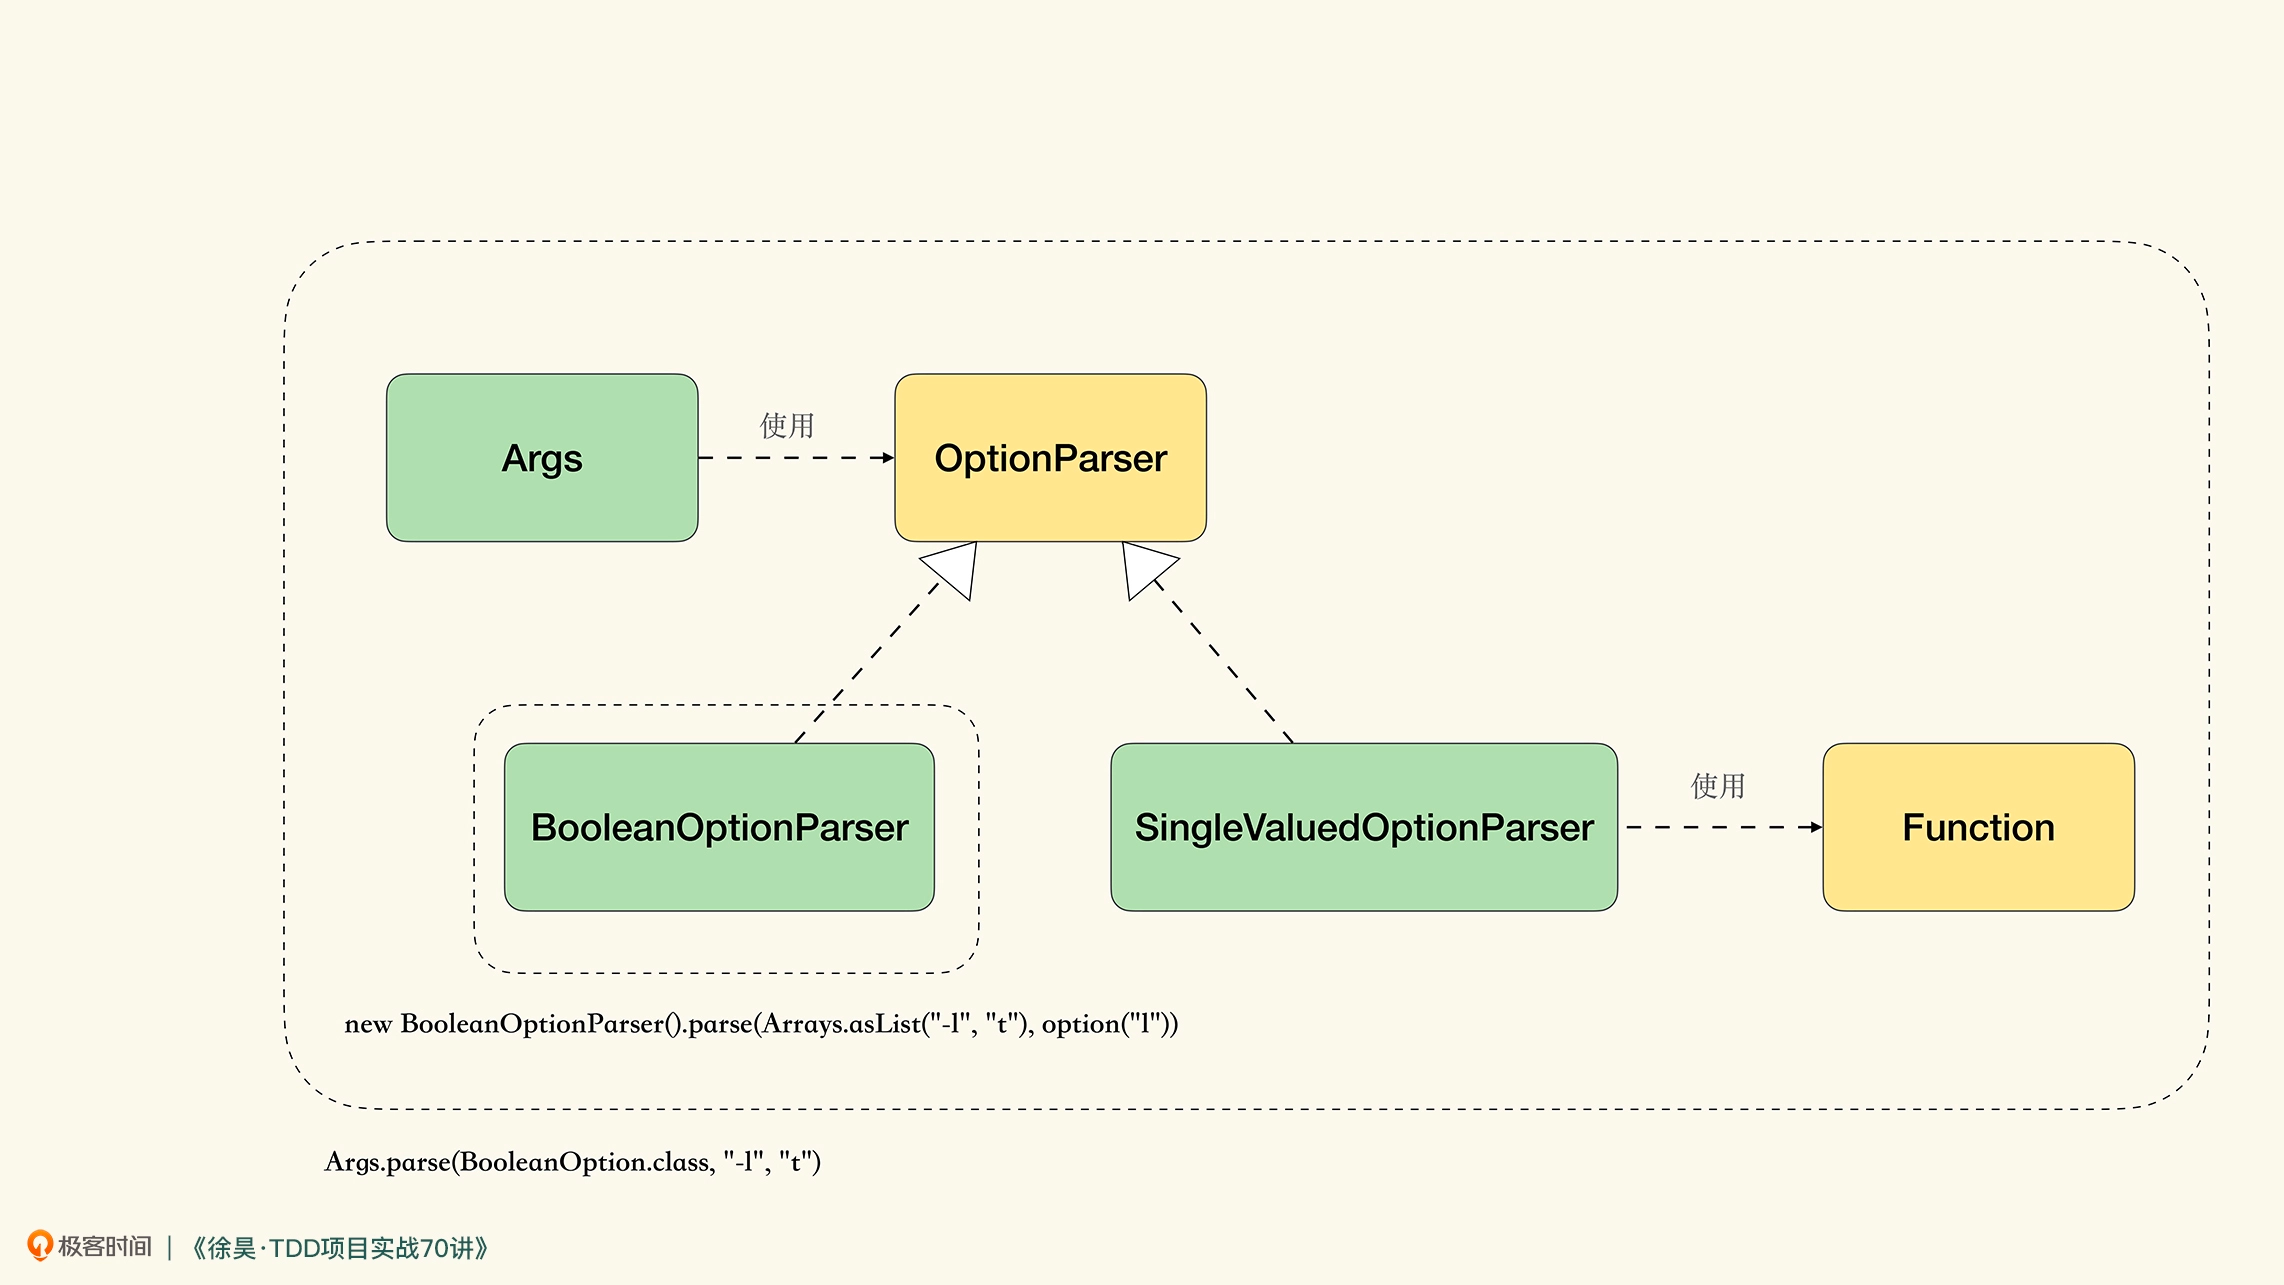 使用
Args
OptionParser
使用
BooleanOptionParser
SingleValuedOptionParser
Function
new BooleanOptionParser().parse(Arrays.asList("-l", "t"), option("l"))
Args.parse(BooleanOption.class, "-l", "t")
极客时间 | 《徐昊·TDD项目实战70讲》